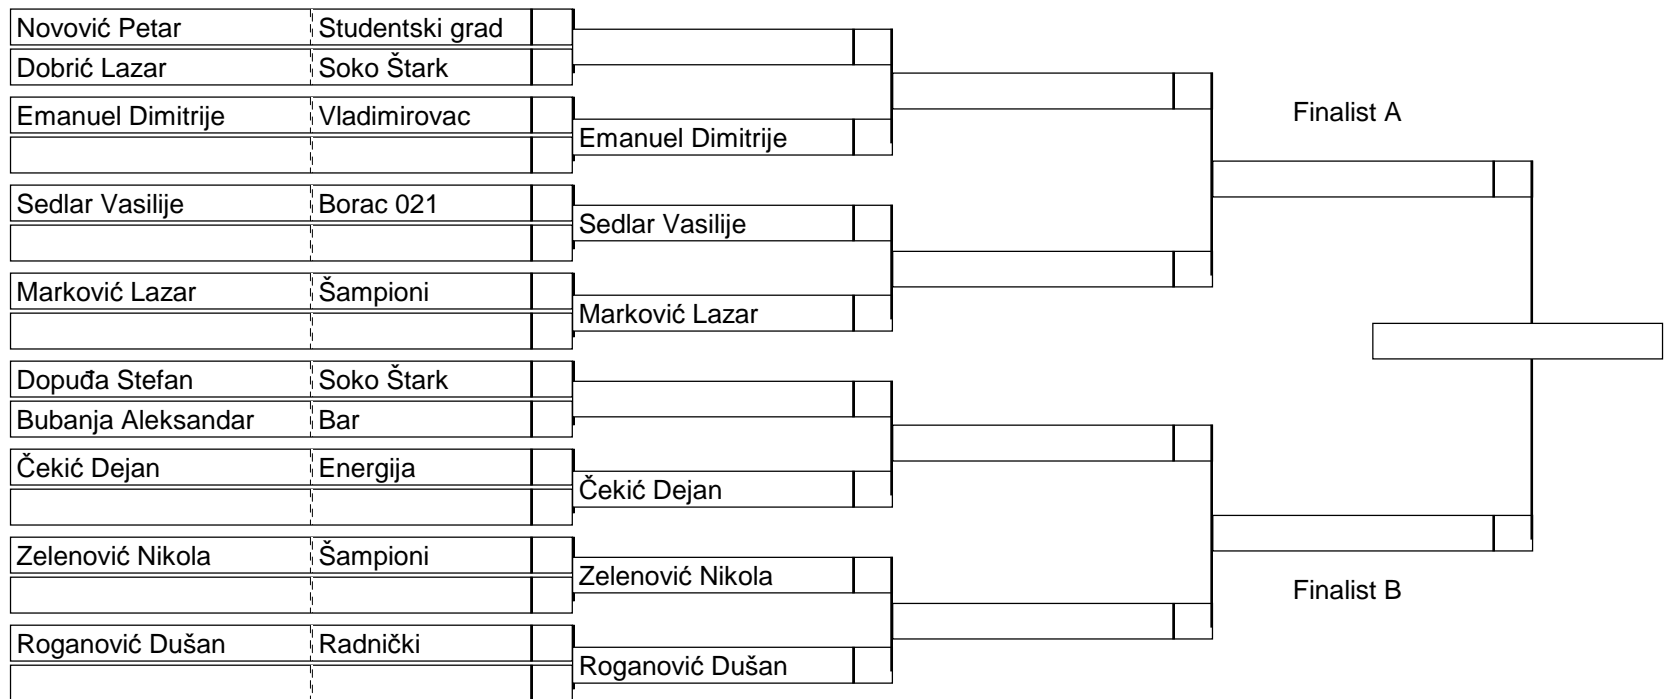 Novović Petar Studentski grad
Dobrić Lazar Soko Štark
Emanuel Dimitrije Vladimirovac
Sedlar Vasilije Borac 021
Marković Lazar Šampioni
Dopuđa Stefan Soko Štark
Bubanja Aleksandar Bar
Čekić Dejan Energija
Zelenović Nikola Šampioni
Roganović Dušan Radnički
Emanuel Dimitrije
Sedlar Vasilije
Marković Lazar
Čekić Dejan
Zelenović Nikola
Roganović Dušan
Finalist A
Finalist B